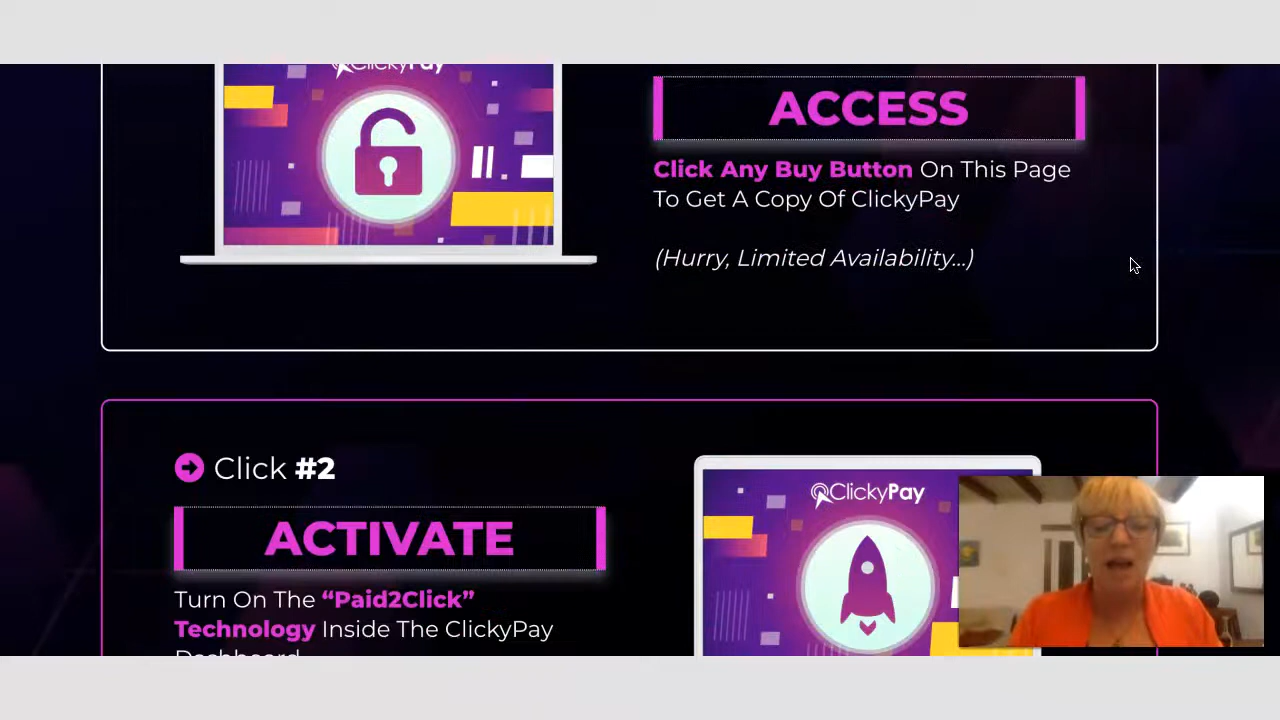 ClickyPay
ACCESS
Click Any Buy Button On This Page
To Get A Copy Of ClickyPay
(Hurry, Limited Availability...)
Click #2
ACTIVATE
Turn On The “Paid2Click”
Technology Inside The ClickyPay
Dashboard
ClickyPay